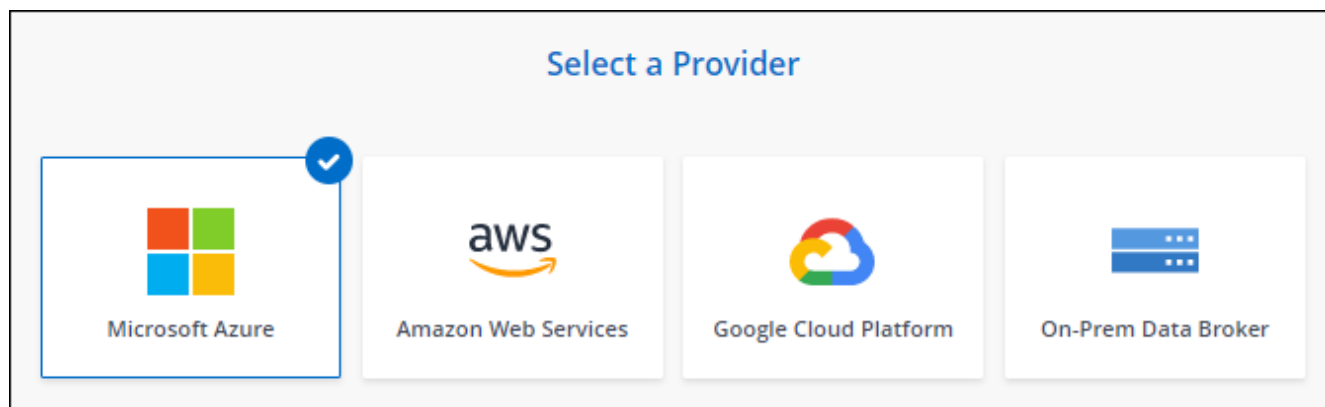 Select a Provider
aws
Microsoft Azure
Amazon Web Services
Google Cloud Platform
On-Prem Data Broker